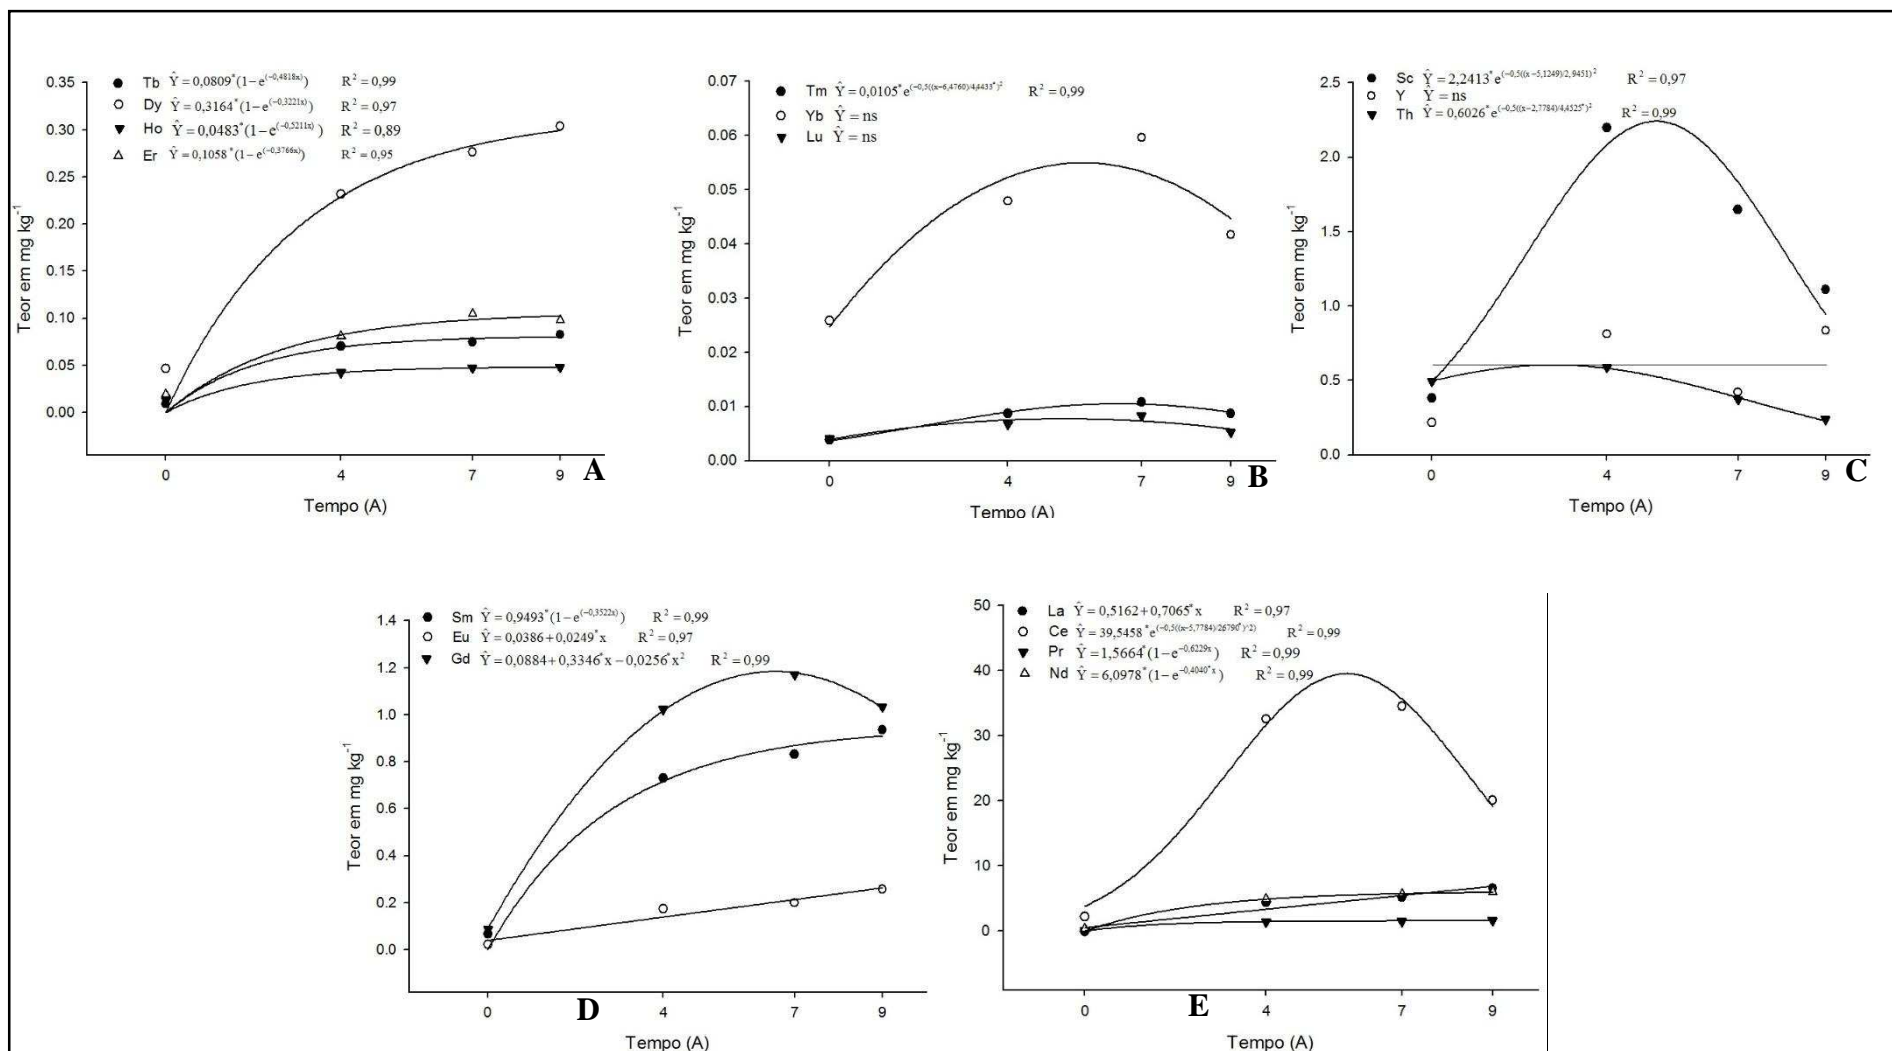 Tb Ŷ = 0,0809*(1−e^(−0,4818x)) R² = 0,99
Dy Ŷ = 0,3164*(1−e^(−0,3221x)) R² = 0,97
Ho Ŷ = 0,0483*(1−e^(−0,5211x)) R² = 0,89
Er Ŷ = 0,1058*(1−e^(−0,3766x)) R² = 0,95
Teor em mg kg⁻¹
0.35
0.30
0.25
0.20
0.15
0.10
0.05
0.00
0 4 7 9
Tempo (A)
A
Tm Ŷ = 0,0105*e^(−0,5((x−6,4760)/4,4433*)²) R² = 0,99
Yb Ŷ = ns
Lu Ŷ = ns
Teor em mg kg⁻¹
0.07
0.06
0.05
0.04
0.03
0.02
0.01
0.00
0 4 7 9
Tempo (A)
B
Sc Ŷ = 2,2413*e^(−0,5((x−5,1249)/2,9451)²) R² = 0,97
Y Ŷ = ns
Th Ŷ = 0,6026*e^(−0,5((x−2,7784)/4,4525*)²) R² = 0,99
Teor em mg kg⁻¹
2.5
2.0
1.5
1.0
0.5
0.0
0 4 7 9
Tempo (A)
C
Sm Ŷ = 0,9493*(1−e^(−0,3522x)) R² = 0,99
Eu Ŷ = 0,0386+0,0249*x R² = 0,97
Gd Ŷ = 0,0884+0,3346*x−0,0256*x² R² = 0,99
Teor em mg kg⁻¹
1.4
1.2
1.0
0.8
0.6
0.4
0.2
0.0
0 4 7 9
Tempo (A)
D
La Ŷ = 0,5162+0,7065*x R² = 0,97
Ce Ŷ = 39,5458*e^(−0,5((x−5,7784)/26790*)^2) R² = 0,99
Pr Ŷ = 1,5664*(1−e^−0,6229x) R² = 0,99
Nd Ŷ = 6,0978*(1−e^−0,4040*x) R² = 0,99
Teor em mg kg⁻¹
50
40
30
20
10
0
0 4 7 9
Tempo (A)
E